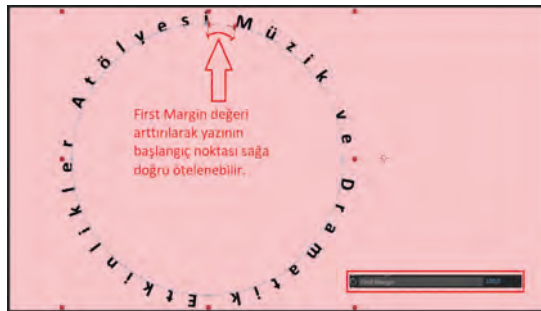 Müzik ve Dramatik Etkinlikler Atölyesi
First Margin değeri
arttırılarak yazının
başlangıç noktası sağa
doğru ötelenebilir.
First Margin